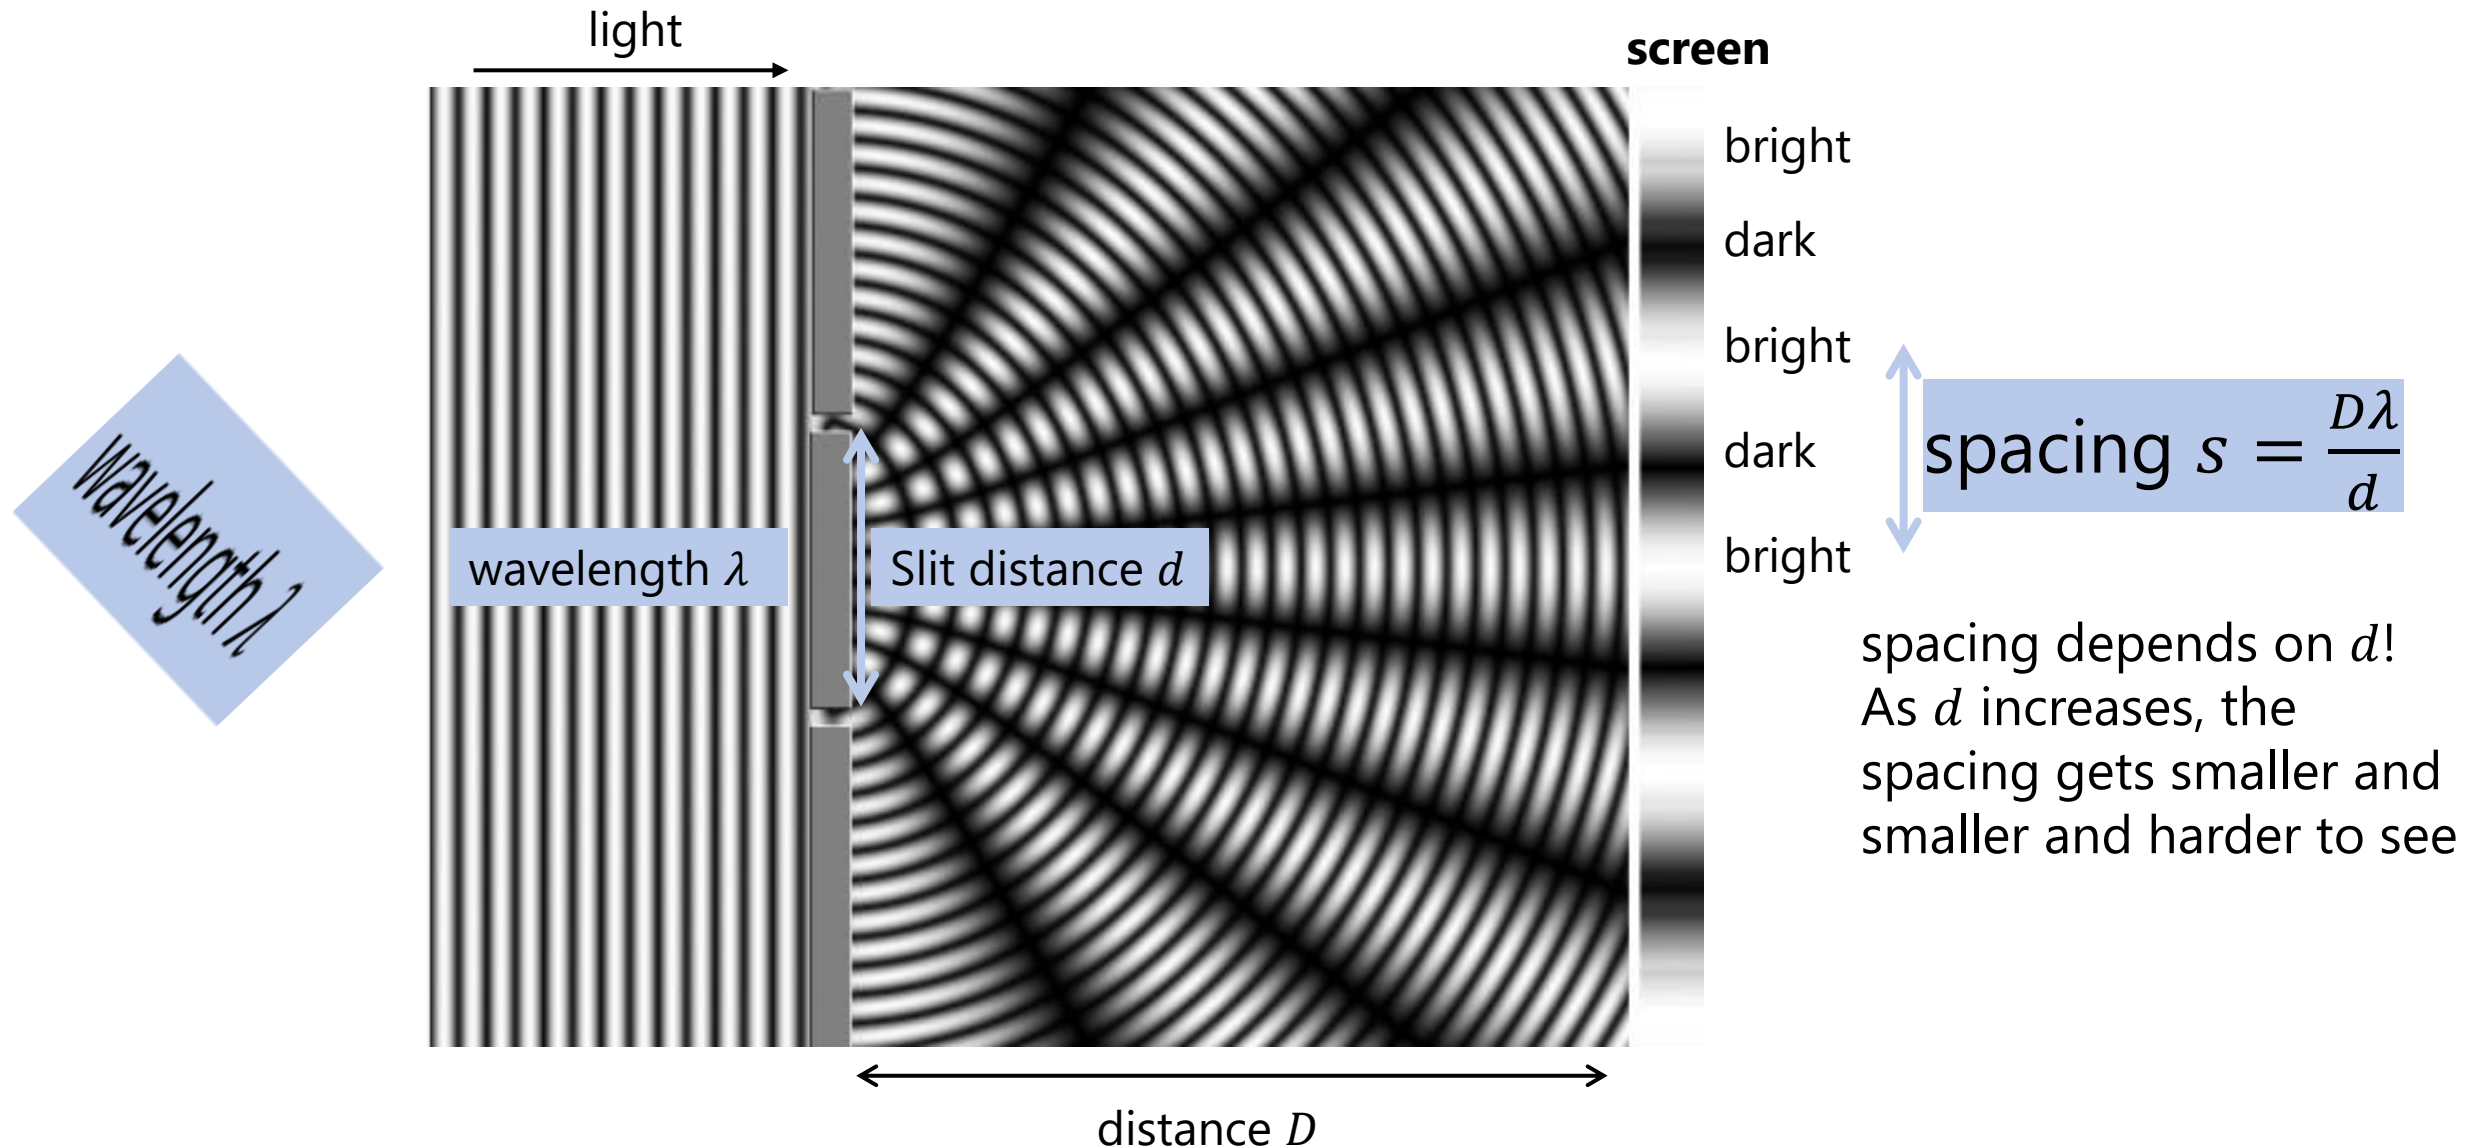 light
screen
bright
dark
bright
dark
bright
wavelength λ
wavelength λ
Slit distance d
spacing s = Dλ/d
spacing depends on d!
As d increases, the
spacing gets smaller and
smaller and harder to see
distance D